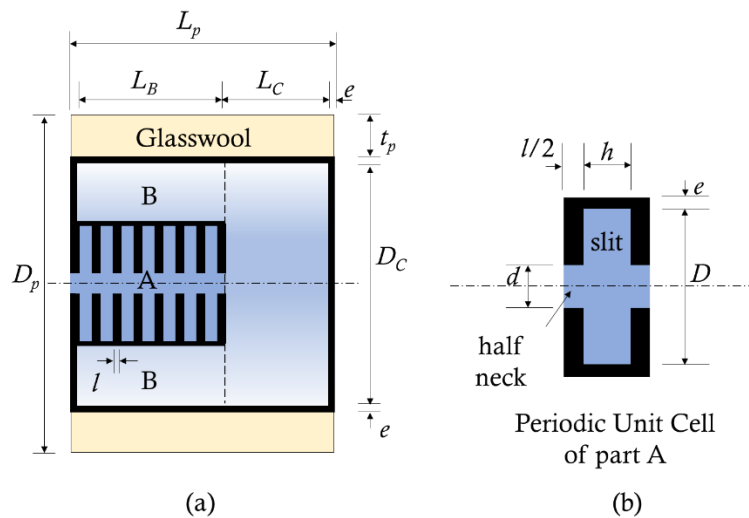 L_p
L_B
L_C
e
Glasswool
t_p
B
D_p
A
D_C
l
B
e
(a)
l/2
h
e
slit
d
D
half
neck
Periodic Unit Cell
of part A
(b)